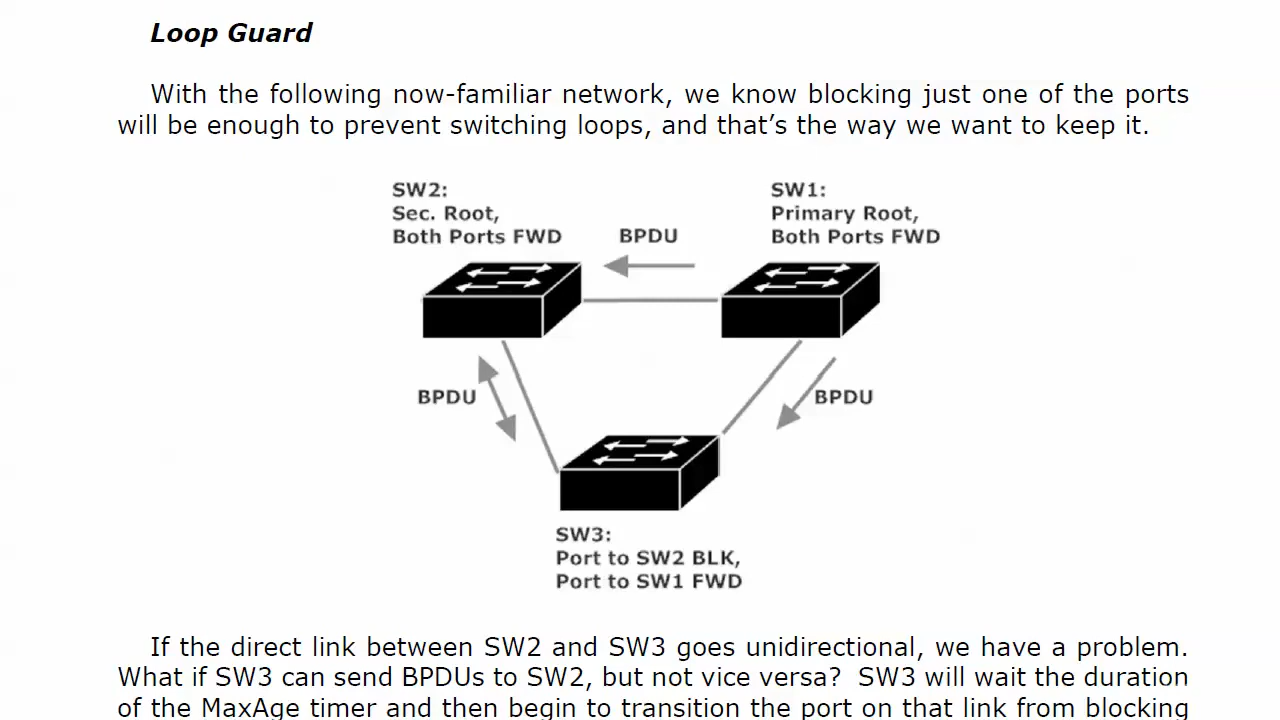 Loop Guard
With the following now-familiar network, we know blocking just one of the ports
will be enough to prevent switching loops, and that’s the way we want to keep it.
SW2:
Sec. Root,
Both Ports FWD
BPDU
SW1:
Primary Root,
Both Ports FWD
BPDU
BPDU
SW3:
Port to SW2 BLK,
Port to SW1 FWD
If the direct link between SW2 and SW3 goes unidirectional, we have a problem.
What if SW3 can send BPDUs to SW2, but not vice versa? SW3 will wait the duration
of the MaxAge timer and then begin to transition the port on that link from blocking